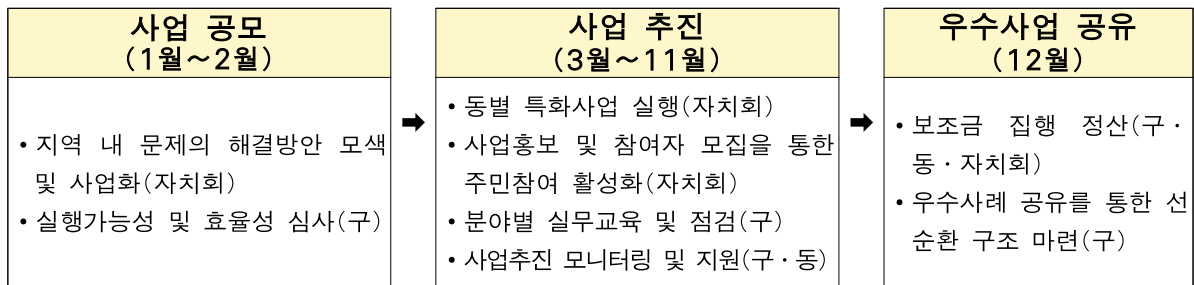 사업 공모
(1월~2월)
• 지역 내 문제의 해결방안 모색
및 사업화(자치회)
• 실행가능성 및 효율성 심사(구)
➡
사업 추진
(3월~11월)
• 동별 특화사업 실행(자치회)
• 사업홍보 및 참여자 모집을 통한
주민참여 활성화(자치회)
• 분야별 실무교육 및 점검(구)
• 사업추진 모니터링 및 지원(구·동)
➡
우수사업 공유
(12월)
• 보조금 집행 정산(구·
동·자치회)
• 우수사례 공유를 통한 선
순환 구조 마련(구)